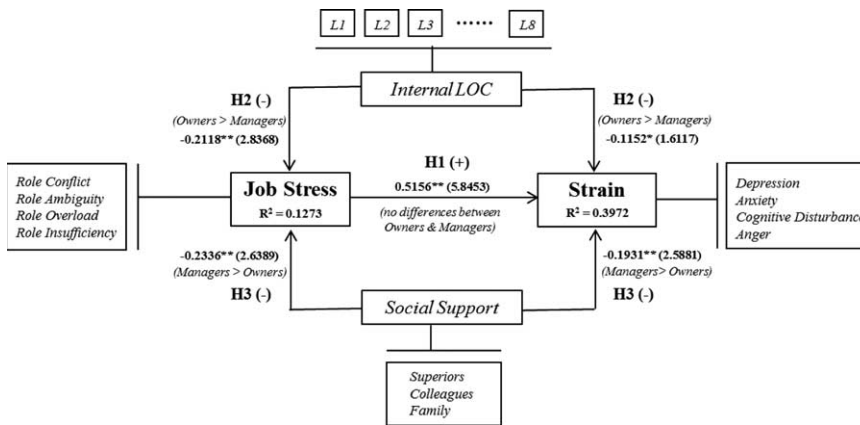 L1 L2 L3 ······ L8
Internal LOC
H2 (-)
(Owners > Managers)
-0.2118** (2.8368)
H2 (-)
(Owners > Managers)
-0.1152* (1.6117)
H1 (+)
0.5156** (5.8453)
(no differences between
Owners & Managers)
Role Conflict
Role Ambiguity
Role Overload
Role Insufficiency
Job Stress
R² = 0.1273
Strain
R² = 0.3972
Depression
Anxiety
Cognitive Disturbance
Anger
-0.2336** (2.6389)
(Managers > Owners)
H3 (-)
-0.1931** (2.5881)
(Managers> Owners)
H3 (-)
Social Support
Superiors
Colleagues
Family